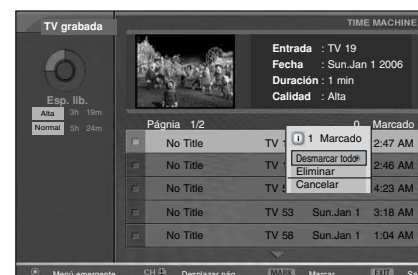 TV grabada
TIME MACHINE
Entrada : TV 19
Fecha : Sun.Jan 1 2006
Duración : 1 min
Calidad : Alta
Esp. lib.
Alta 3h 19m
Normal 5h 24m
Págnia 1/2
0 Marcado
No Title TV 1 2:47 AM
1 Marcado
Desmarcar todo
Eliminar
Cancelar
No Title TV 1 2:46 AM
No Title TV 5 4:23 AM
No Title TV 53 Sun.Jan 1 3:18 AM
No Title TV 58 Sun.Jan 1 1:04 AM
Menú emergente CH Desplazar pág. MARK Marcar EXIT Sa